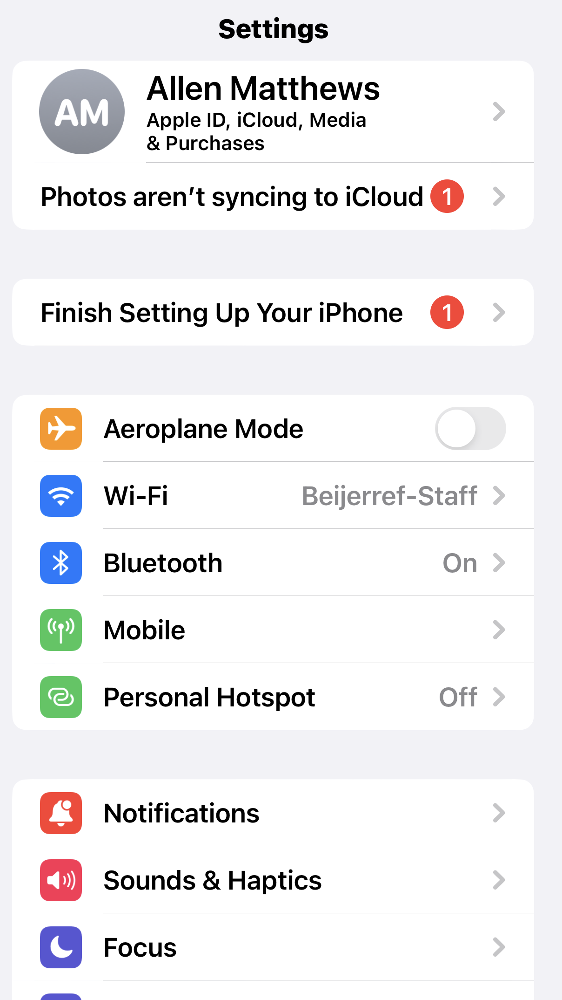 Settings
AM
Allen Matthews
Apple ID, iCloud, Media
& Purchases
Photos aren’t syncing to iCloud 1
Finish Setting Up Your iPhone 1
Aeroplane Mode
Wi-Fi Beijerref-Staff
Bluetooth On
Mobile
Personal Hotspot Off
Notifications
Sounds & Haptics
Focus